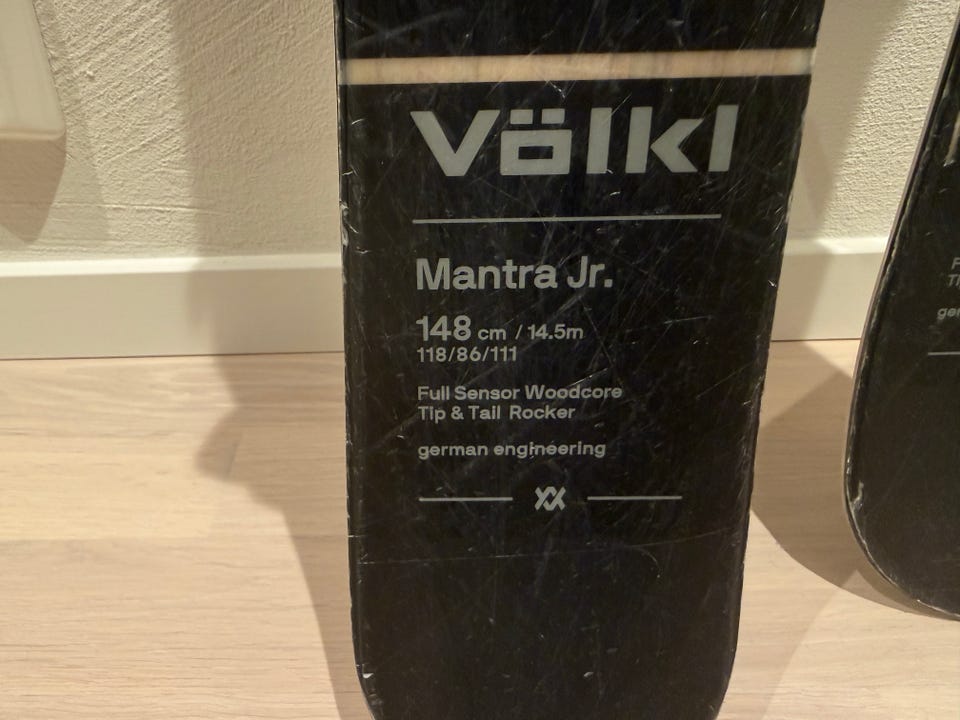 völkl
Mantra Jr.
148 cm / 14.5m
118/86/111
Full Sensor Woodcore
Tip & Tail Rocker
german engineering